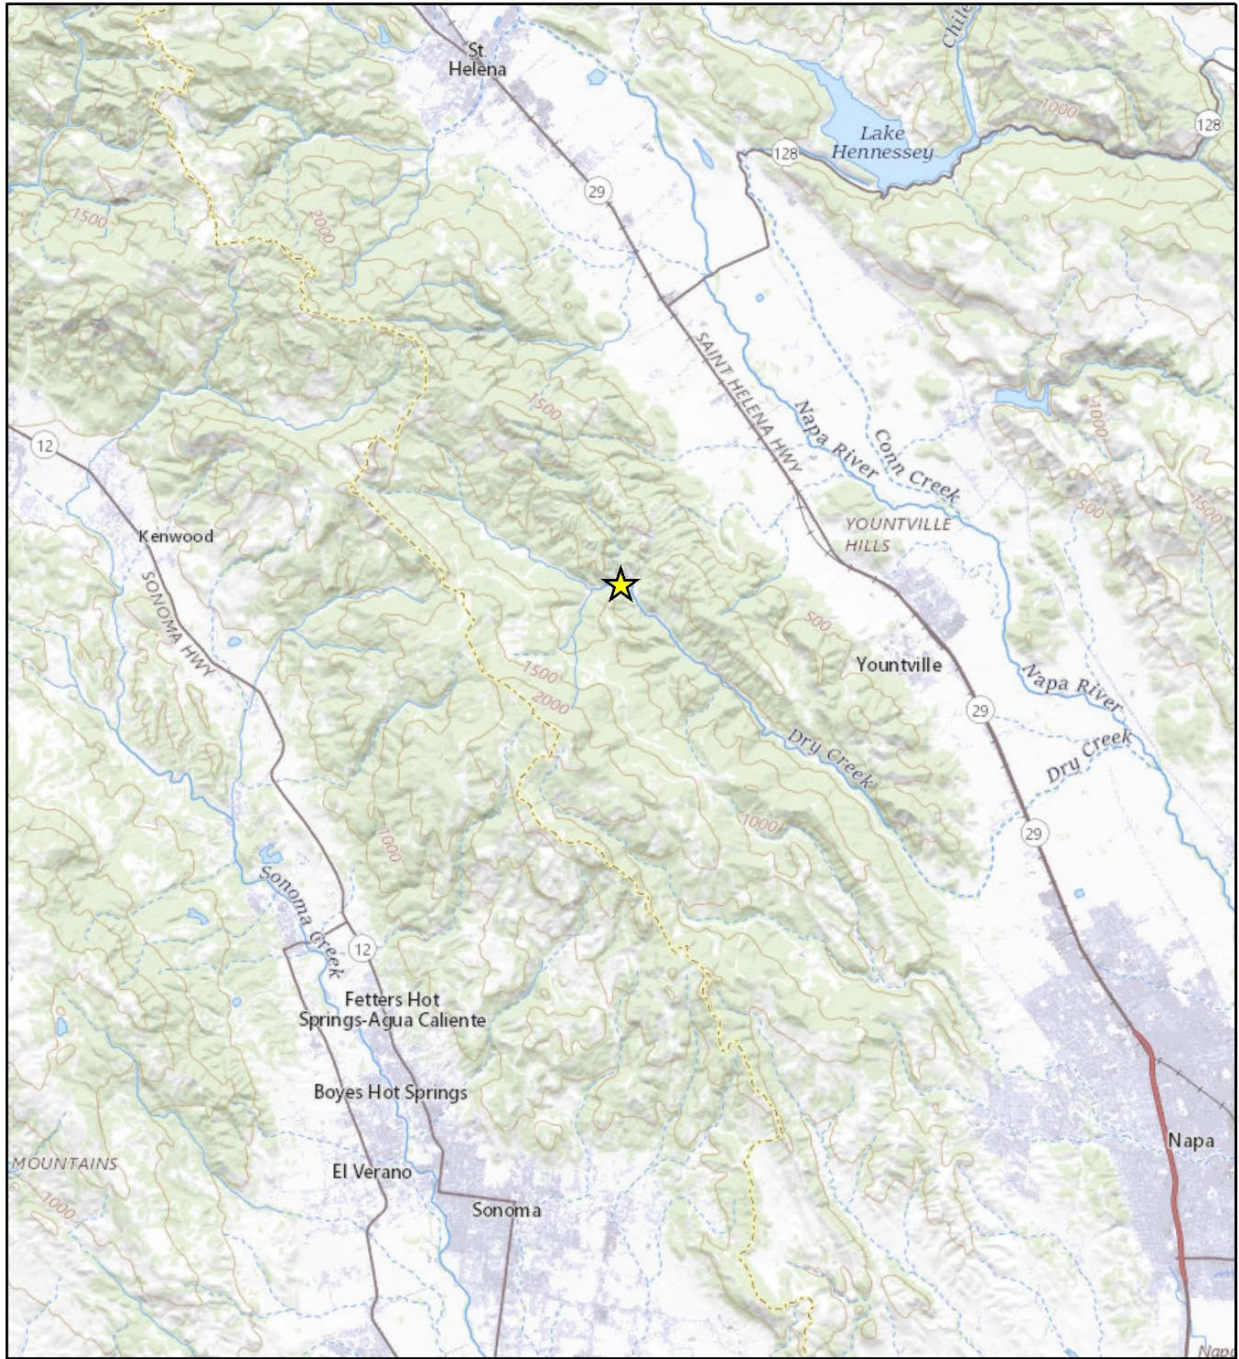 St.
Helena
Chile
128
1000
Lake
Hennessey
128
29
1500
2000
SAINT HELENA HWY
1500
1000
Napa River
Conn Creek
12
500
1500
YOUNTVILLE
HILLS
Kenwood
SONOMA HWY
500
Yountville
1500
2000
Napa River
29
Dry Creek
Dry Creek
1000
29
1000
Sonoma Creek
12
Fetters Hot
Springs-Agua Caliente
Boyes Hot Springs
Napa
MOUNTAINS
El Verano
1000
Sonoma
Napa